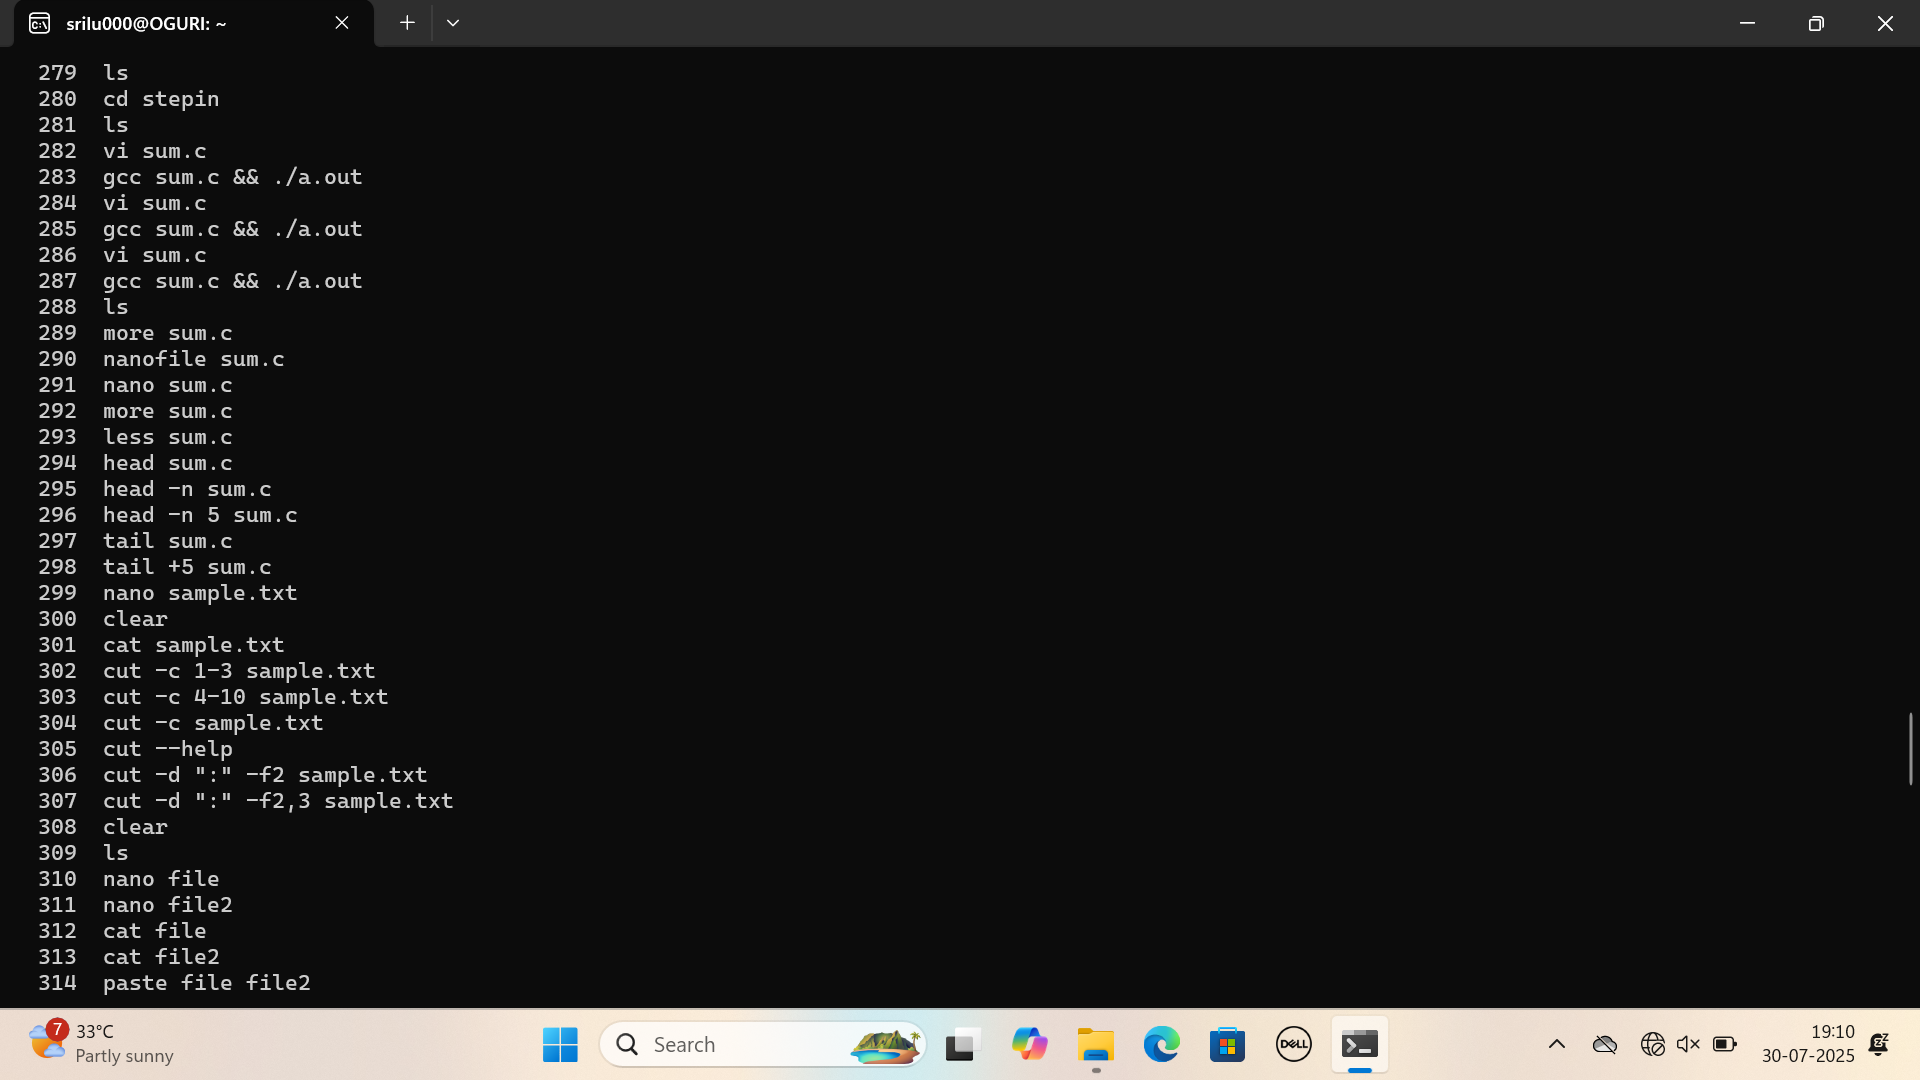 srilu000@OGURI: ~
279 ls
280 cd stepin
281 ls
282 vi sum.c
283 gcc sum.c && ./a.out
284 vi sum.c
285 gcc sum.c && ./a.out
286 vi sum.c
287 gcc sum.c && ./a.out
288 ls
289 more sum.c
290 nanofile sum.c
291 nano sum.c
292 more sum.c
293 less sum.c
294 head sum.c
295 head -n sum.c
296 head -n 5 sum.c
297 tail sum.c
298 tail +5 sum.c
299 nano sample.txt
300 clear
301 cat sample.txt
302 cut -c 1-3 sample.txt
303 cut -c 4-10 sample.txt
304 cut -c sample.txt
305 cut --help
306 cut -d ":" -f2 sample.txt
307 cut -d ":" -f2,3 sample.txt
308 clear
309 ls
310 nano file
311 nano file2
312 cat file
313 cat file2
314 paste file file2
7
33°C
Partly sunny
Search
DELL
19:10
30-07-2025